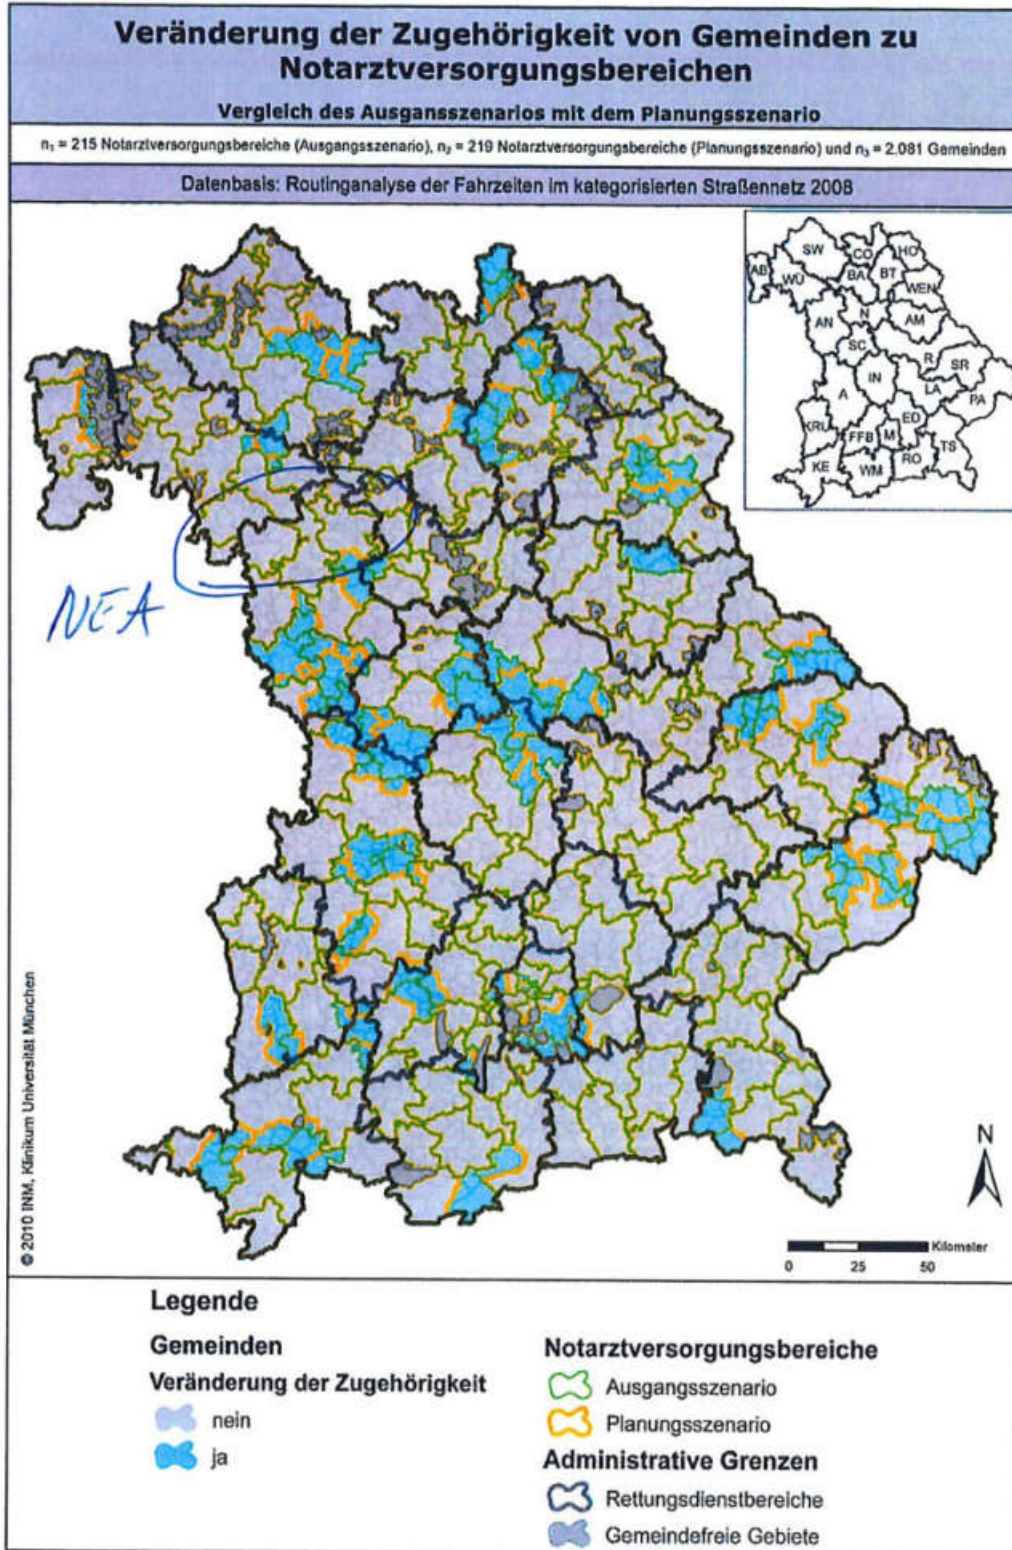 Veränderung der Zugehörigkeit von Gemeinden zu
Notarztversorgungsbereichen
Vergleich des Ausgansszenarios mit dem Planungsszenario
n₁ = 215 Notarztversorgungsbereiche (Ausgangsszenario), n₂ = 219 Notarztversorgungsbereiche (Planungsszenario) und n₃ = 2.081 Gemeinden
Datenbasis: Routinganalyse der Fahrzeiten im kategorisierten Straßennetz 2008
SW
CO
HO
AB
WÜ
BA
BT
WEN
AN
N
AM
SC
R
SR
IN
LA
PA
A
ED
KRU
FFB
M
TS
KE
WM
RO
NEA
© 2010 INM, Klinikum Universität München
N
Kilometer
0 25 50
Legende
Gemeinden
Veränderung der Zugehörigkeit
nein
ja
Notarztversorgungsbereiche
Ausgangsszenario
Planungsszenario
Administrative Grenzen
Rettungsdienstbereiche
Gemeindefreie Gebiete